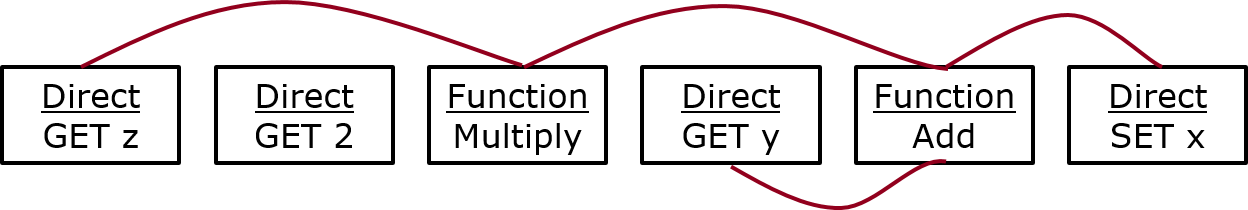 Direct
GET z
Direct
GET 2
Function
Multiply
Direct
GET y
Function
Add
Direct
SET x